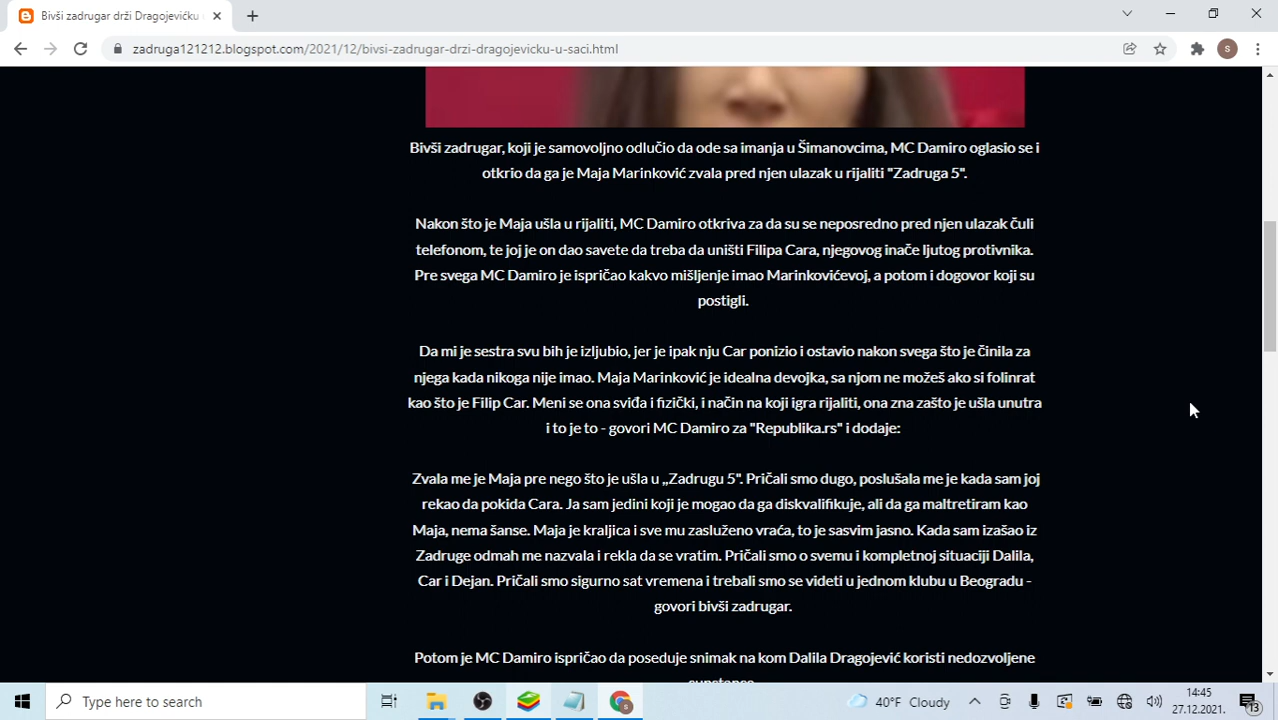 Bivši zadrugar drži Dragojevićku
zadruga121212.blogspot.com/2021/12/bivsi-zadrugar-drzi-dragojevicku-u-saci.html
S
Bivši zadrugar, koji je samovoljno odlučio da ode sa imanja u Šimanovcima, MC Damiro oglasio se i
otkrio da ga je Maja Marinković zvala pred njen ulazak u rijaliti "Zadruga 5".
Nakon što je Maja ušla u rijaliti, MC Damiro otkriva za da su se neposredno pred njen ulazak čuli
telefonom, te joj je on dao savete da treba da uništi Filipa Cara, njegovog inače ljutog protivnika.
Pre svega MC Damiro je ispričao kakvo mišljenje imao Marinkovićevoj, a potom i dogovor koji su
postigli.
Da mi je sestra svu bih je izljubio, jer je ipak nju Car ponizio i ostavio nakon svega što je činila za
njega kada nikoga nije imao. Maja Marinković je idealna devojka, sa njom ne možeš ako si folinrat
kao što je Filip Car. Meni se ona sviđa i fizički, i način na koji igra rijaliti, ona zna zašto je ušla unutra
i to je to - govori MC Damiro za "Republika.rs" i dodaje:
Zvala me je Maja pre nego što je ušla u „Zadrugu 5". Pričali smo dugo, poslušala me je kada sam joj
rekao da pokida Cara. Ja sam jedini koji je mogao da ga diskvalifikuje, ali da ga maltretiram kao
Maja, nema šanse. Maja je kraljica i sve mu zasluženo vraća, to je sasvim jasno. Kada sam izašao iz
Zadruge odmah me nazvala i rekla da se vratim. Pričali smo o svemu i kompletnoj situaciji Dalila,
Car i Dejan. Pričali smo sigurno sat vremena i trebali smo se videti u jednom klubu u Beogradu -
govori bivši zadrugar.
Potom je MC Damiro ispričao da poseduje snimak na kom Dalila Dragojević koristi nedozvoljene
supstance.
Type here to search
40°F Cloudy
14:45
27.12.2021.
13